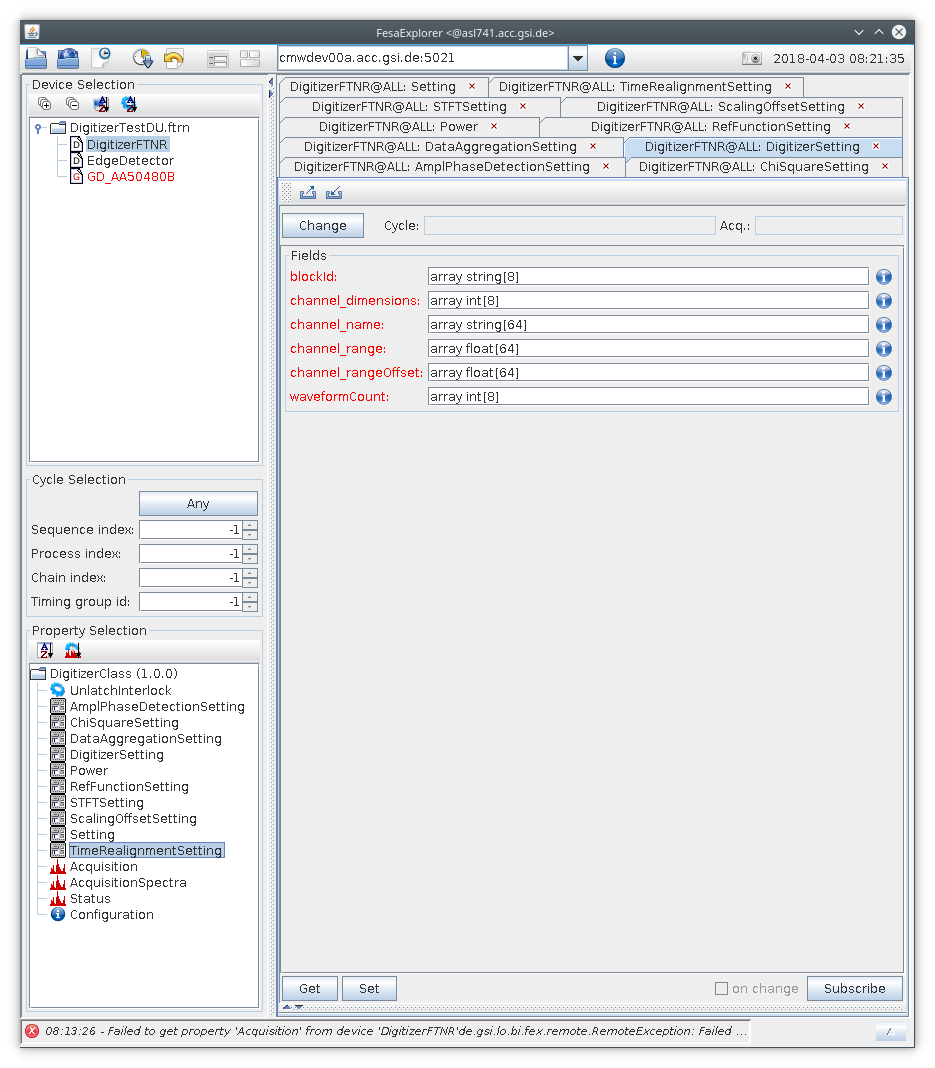 FesaExplorer <@asl741.acc.gsi.de>
cmwdev00a.acc.gsi.de:5021
2018-04-03 08:21:35
Device Selection
DigitizerTestDU.ftrn
DigitizerFTNR
EdgeDetector
GD_AA50480B
Cycle Selection
Any
Sequence index: -1
Process index: -1
Chain index: -1
Timing group id: -1
Property Selection
DigitizerClass (1.0.0)
UnlatchInterlock
AmplPhaseDetectionSetting
ChiSquareSetting
DataAggregationSetting
DigitizerSetting
Power
RefFunctionSetting
STFTSetting
ScalingOffsetSetting
Setting
TimeRealignmentSetting
Acquisition
AcquisitionSpectra
Status
Configuration
DigitizerFTNR@ALL: Setting × DigitizerFTNR@ALL: TimeRealignmentSetting ×
DigitizerFTNR@ALL: STFTSetting × DigitizerFTNR@ALL: ScalingOffsetSetting ×
DigitizerFTNR@ALL: Power × DigitizerFTNR@ALL: RefFunctionSetting ×
DigitizerFTNR@ALL: DataAggregationSetting × DigitizerFTNR@ALL: DigitizerSetting ×
DigitizerFTNR@ALL: AmplPhaseDetectionSetting × DigitizerFTNR@ALL: ChiSquareSetting ×
Change Cycle: Acq.:
Fields
blockId: array string[8]
channel_dimensions: array int[8]
channel_name: array string[64]
channel_range: array float[64]
channel_rangeOffset: array float[64]
waveformCount: array int[8]
Get Set on change Subscribe
08:13:26 - Failed to get property 'Acquisition' from device 'DigitizerFTNR'de.gsi.lo.bi.fex.remote.RemoteException: Failed ...